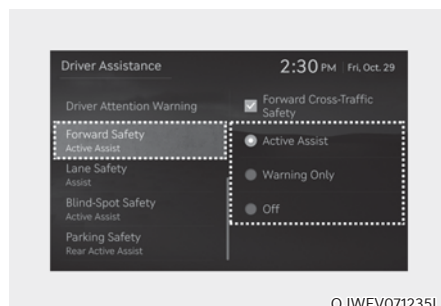 Driver Assistance
2:30 PM Fri, Oct. 29
Driver Attention Warning
Forward Safety
Active Assist
Lane Safety
Assist
Blind-Spot Safety
Active Assist
Parking Safety
Rear Active Assist
Forward Cross-Traffic
Safety
Active Assist
Warning Only
Off
OJWEV071235L